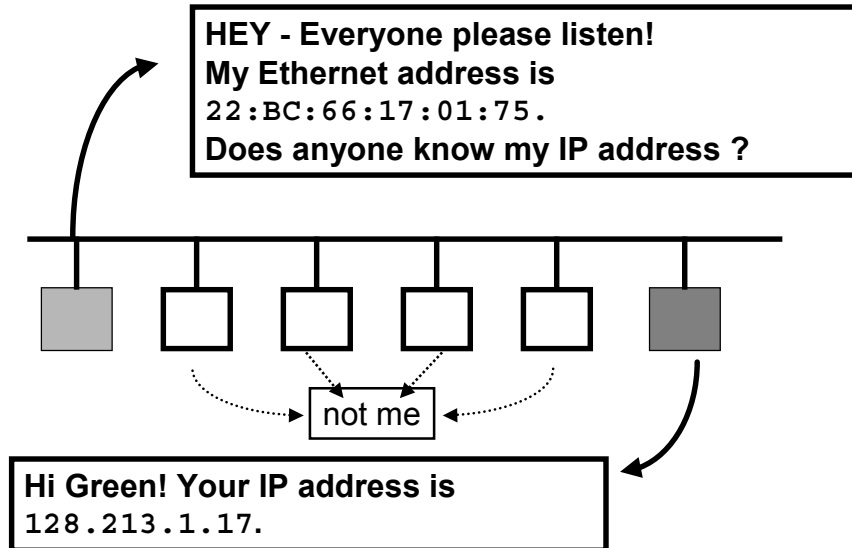 HEY - Everyone please listen!
My Ethernet address is
22:BC:66:17:01:75.
Does anyone know my IP address ?
not me
Hi Green! Your IP address is
128.213.1.17.